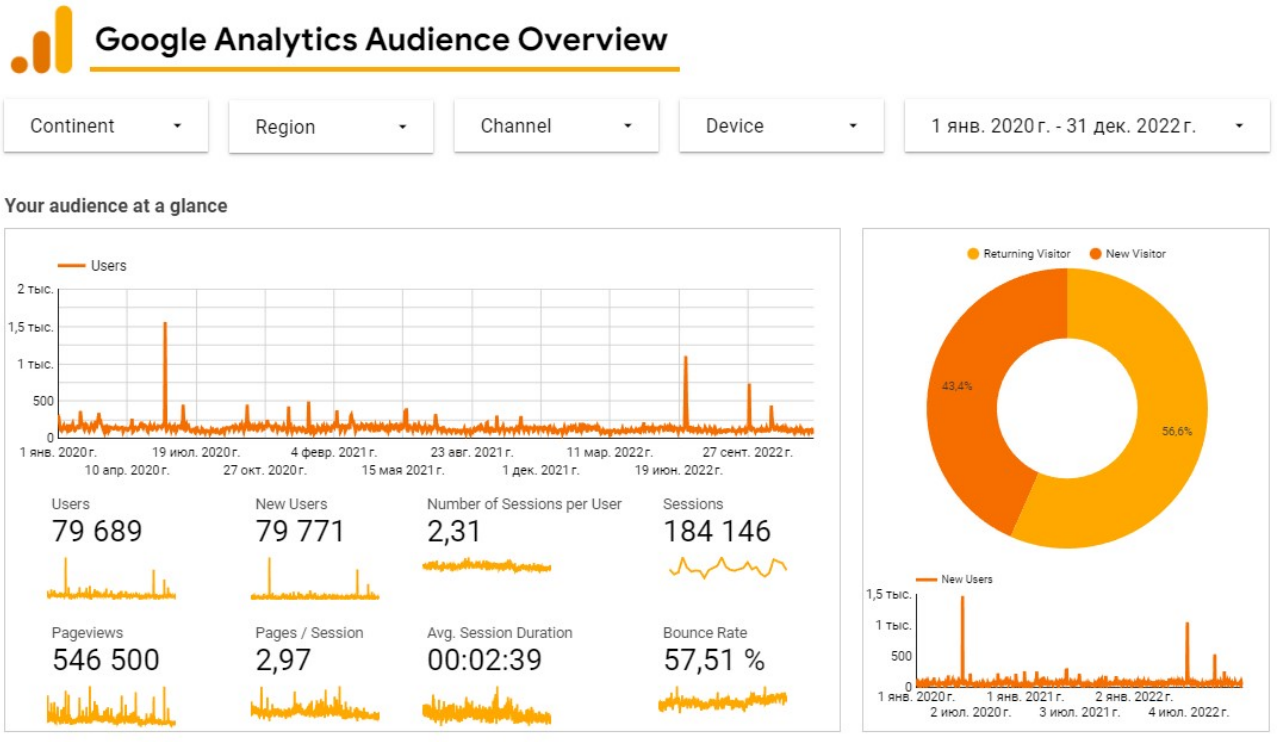 Google Analytics Audience Overview
Continent
Region
Channel
Device
1 янв. 2020 г. - 31 дек. 2022 г.
Your audience at a glance
Users
2 тыс.
1,5 тыс.
1 тыс.
500
0
1 янв. 2020 г. 19 июл. 2020 г. 4 февр. 2021 г. 23 авг. 2021 г. 11 мар. 2022 г. 27 сент. 2022 г.
10 апр. 2020 г. 27 окт. 2020 г. 15 мая 2021 г. 1 дек. 2021 г. 19 июн. 2022 г.
Users New Users Number of Sessions per User Sessions
79 689 79 771 2,31 184 146
Pageviews Pages / Session Avg. Session Duration Bounce Rate
546 500 2,97 00:02:39 57,51 %
Returning Visitor New Visitor
43,4%
56,6%
New Users
1,5 тыс.
1 тыс.
500
0
1 янв. 2020 г. 1 янв. 2021 г. 2 янв. 2022 г.
2 июл. 2020 г. 3 июл. 2021 г. 4 июл. 2022 г.